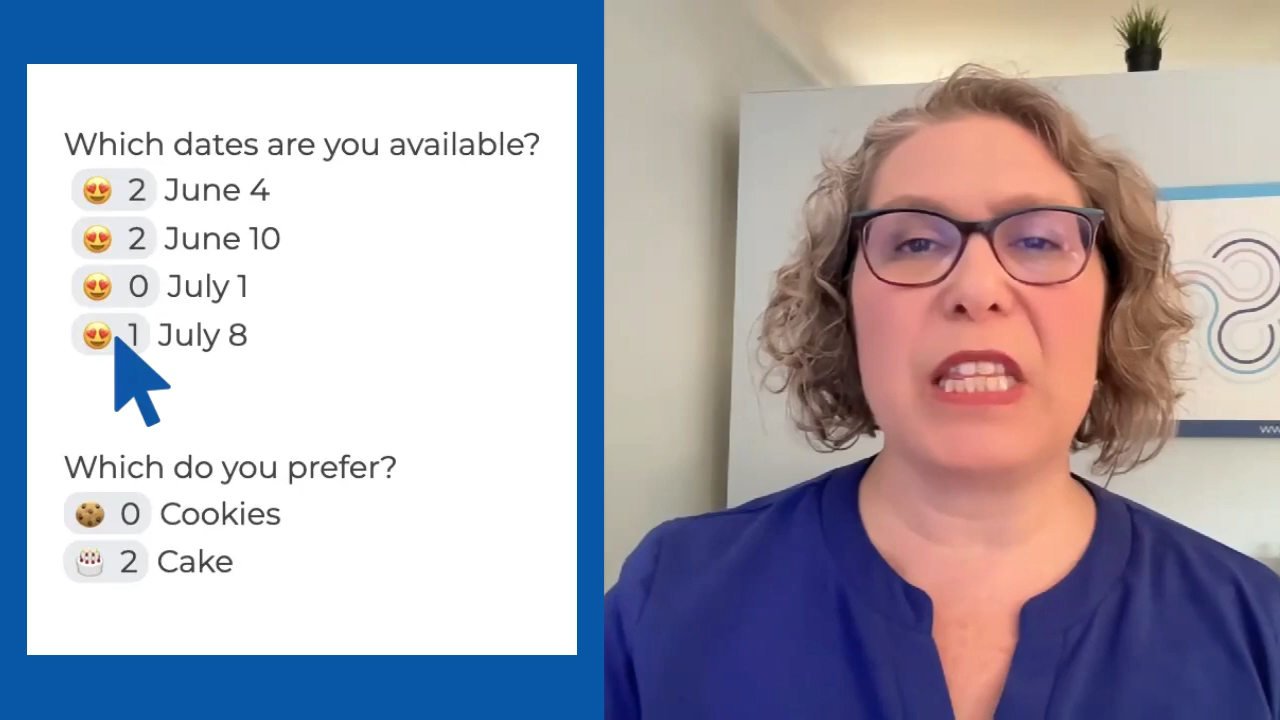 Which dates are you available?
😍 2 June 4
😍 2 June 10
😍 0 July 1
😍 1 July 8
Which do you prefer?
🍪 0 Cookies
🎂 2 Cake